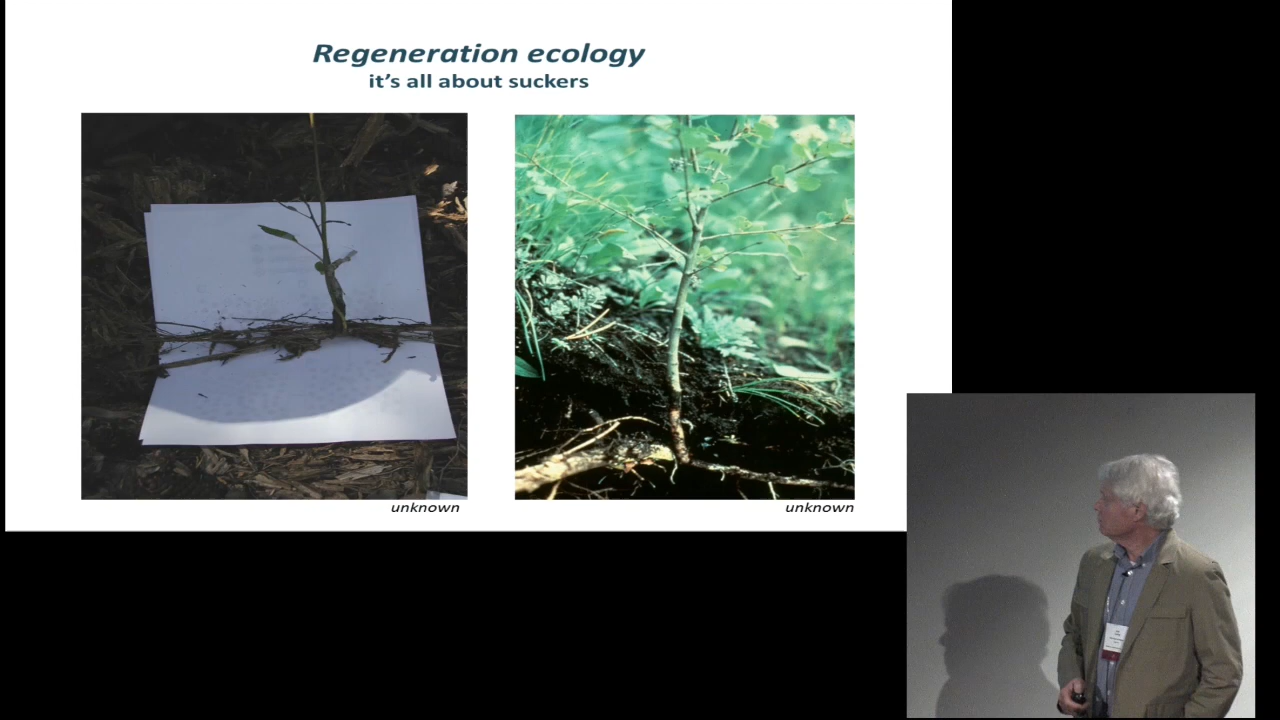 Regeneration ecology
it's all about suckers
unknown
unknown